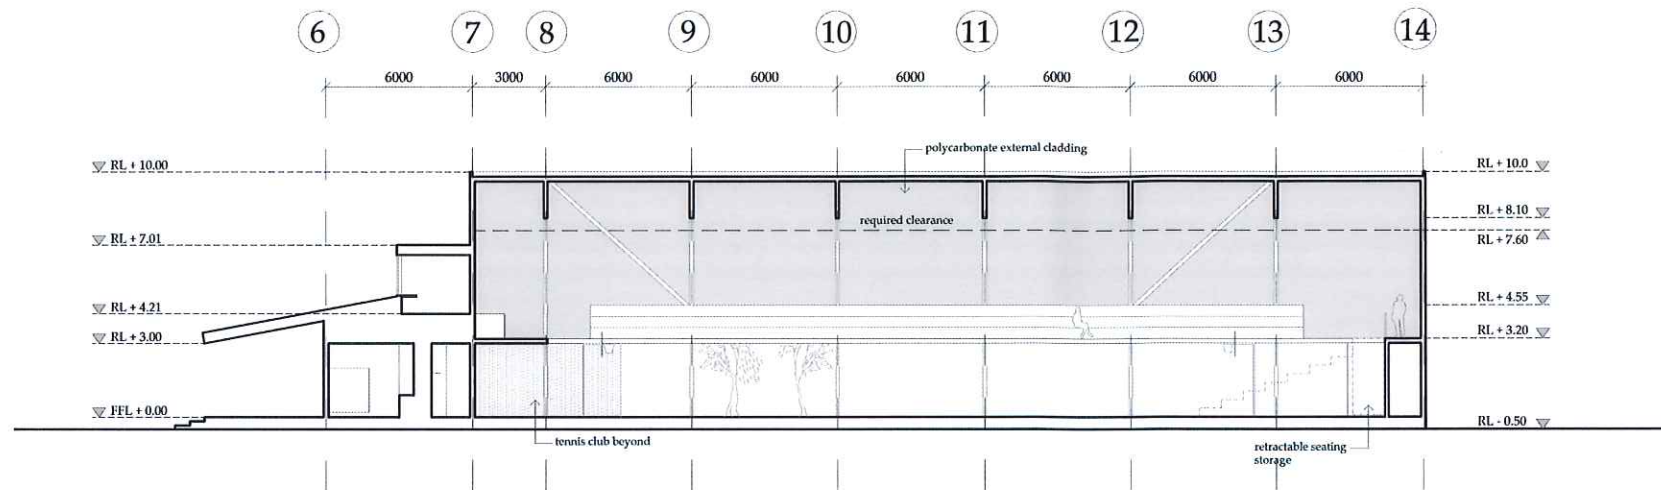 6 7 8 9 10 11 12 13 14
6000 3000 6000 6000 6000 6000 6000 6000
polycarbonate external cladding
RL + 10.00
RL + 10.0
RL + 8.10
required clearance
RL + 7.01
RL + 7.60
RL + 4.21
RL + 4.55
RL + 3.00
RL + 3.20
FFL + 0.00
RL - 0.50
tennis club beyond
retractable seating
storage